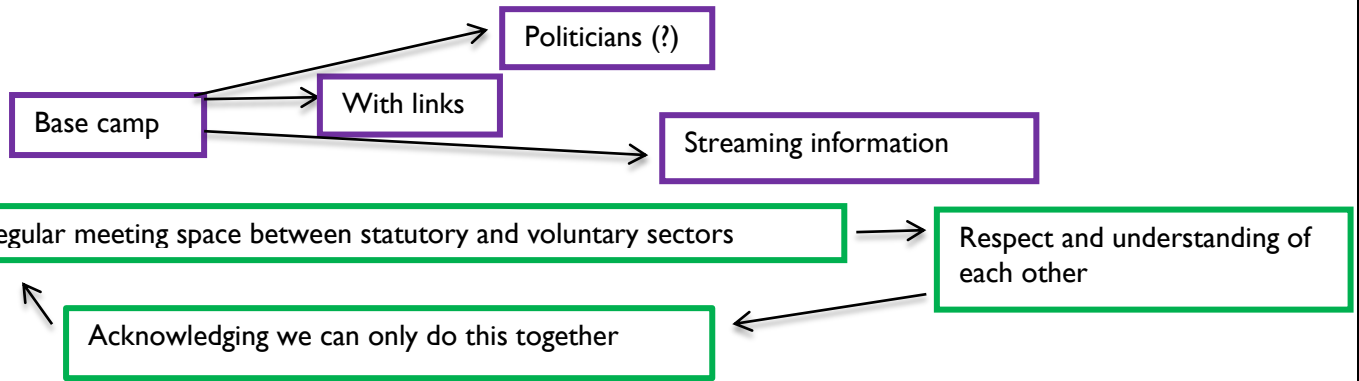 Politicians (?)
With links
Base camp
Streaming information
egular meeting space between statutory and voluntary sectors
Respect and understanding of
each other
Acknowledging we can only do this together